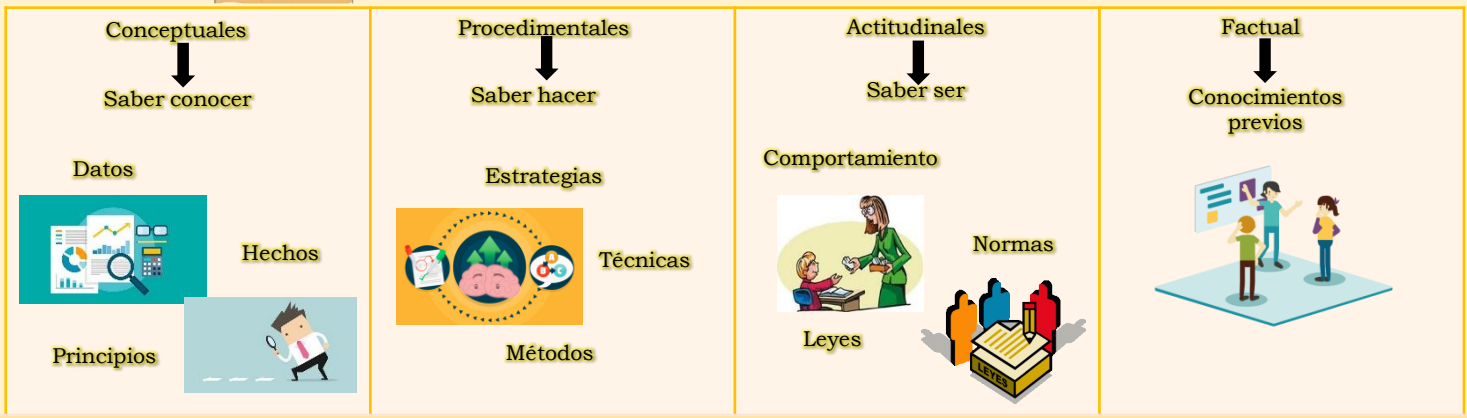 Conceptuales
Saber conocer
Datos
Hechos
Principios
Procedimentales
Saber hacer
Estrategias
Técnicas
Métodos
Actitudinales
Saber ser
Comportamiento
Normas
Leyes
LEYES
Factual
Conocimientos
previos